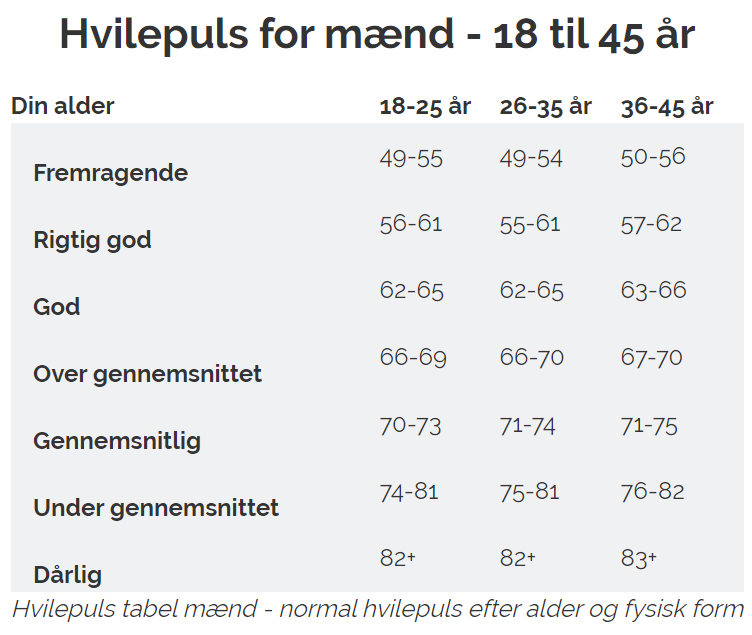 Hvilepuls for mænd - 18 til 45 år
Din alder 18-25 år 26-35 år 36-45 år
Fremragende 49-55 49-54 50-56
Rigtig god 56-61 55-61 57-62
God 62-65 62-65 63-66
Over gennemsnittet 66-69 66-70 67-70
Gennemsnitlig 70-73 71-74 71-75
Under gennemsnittet 74-81 75-81 76-82
Dårlig 82+ 82+ 83+
Hvilepuls tabel mænd - normal hvilepuls efter alder og fysisk form